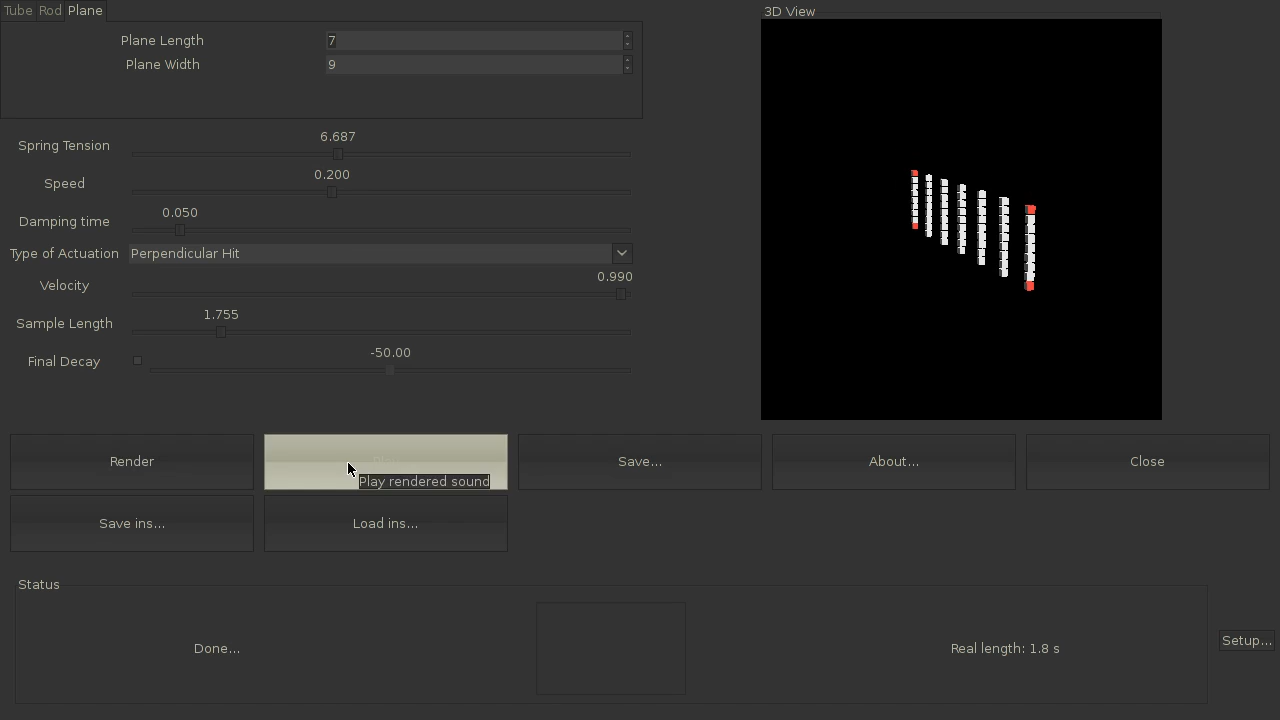 Tube Rod Plane
3D View
Plane Length 7
Plane Width 9
6.687
Spring Tension
0.200
Speed
0.050
Damping time
Type of Actuation Perpendicular Hit
0.990
Velocity
1.755
Sample Length
-50.00
Final Decay
Render
Save...
About...
Close
Play rendered sound
Save ins...
Load ins...
Status
Done...
Real length: 1.8 s
Setup...